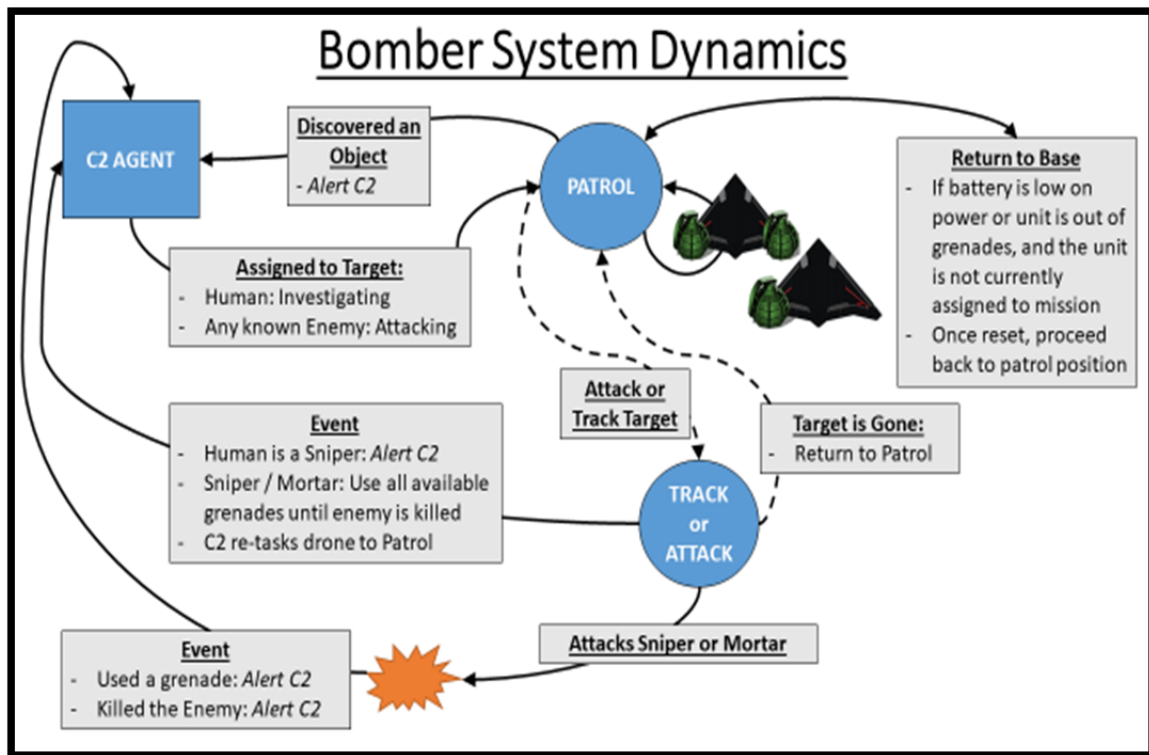 Bomber System Dynamics
C2 AGENT
Discovered an
Object
- Alert C2
PATROL
Return to Base
- If battery is low on
power or unit is out of
grenades, and the unit
is not currently
assigned to mission
- Once reset, proceed
back to patrol position
Assigned to Target:
- Human: Investigating
- Any known Enemy: Attacking
Attack or
Track Target
Target is Gone:
- Return to Patrol
Event
- Human is a Sniper: Alert C2
- Sniper / Mortar: Use all available
grenades until enemy is killed
- C2 re-tasks drone to Patrol
TRACK
or
ATTACK
Attacks Sniper or Mortar
Event
- Used a grenade: Alert C2
- Killed the Enemy: Alert C2